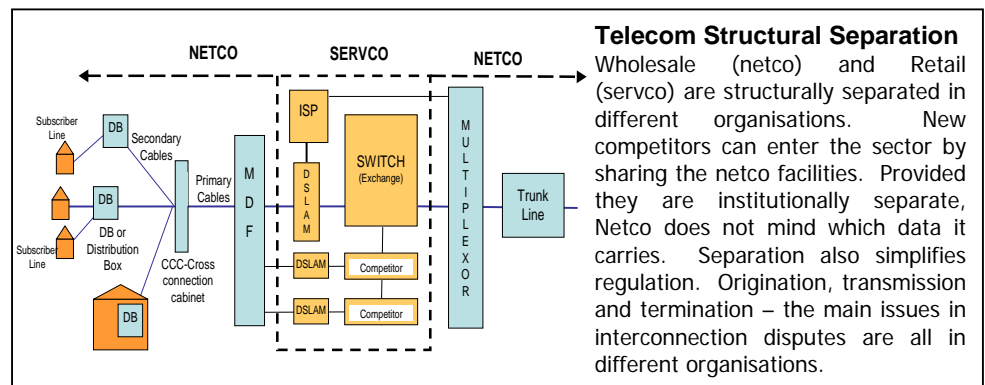 NETCO
SERVCO
NETCO
Subscriber
Line
DB
Secondary
Cables
DB
DB or
Distribution
Box
Subscriber
Line
DB
CCC-Cross
connection
cabinet
Primary
Cables
M
D
F
ISP
D
S
L
A
M
SWITCH
(Exchange)
DSLAM
Competitor
DSLAM
Competitor
M
U
L
T
I
P
L
E
X
O
R
Trunk
Line
Telecom Structural Separation
Wholesale (netco) and Retail
(servco) are structurally separated in
different organisations. New
competitors can enter the sector by
sharing the netco facilities. Provided
they are institutionally separate,
Netco does not mind which data it
carries. Separation also simplifies
regulation. Origination, transmission
and termination – the main issues in
interconnection disputes are all in
different organisations.